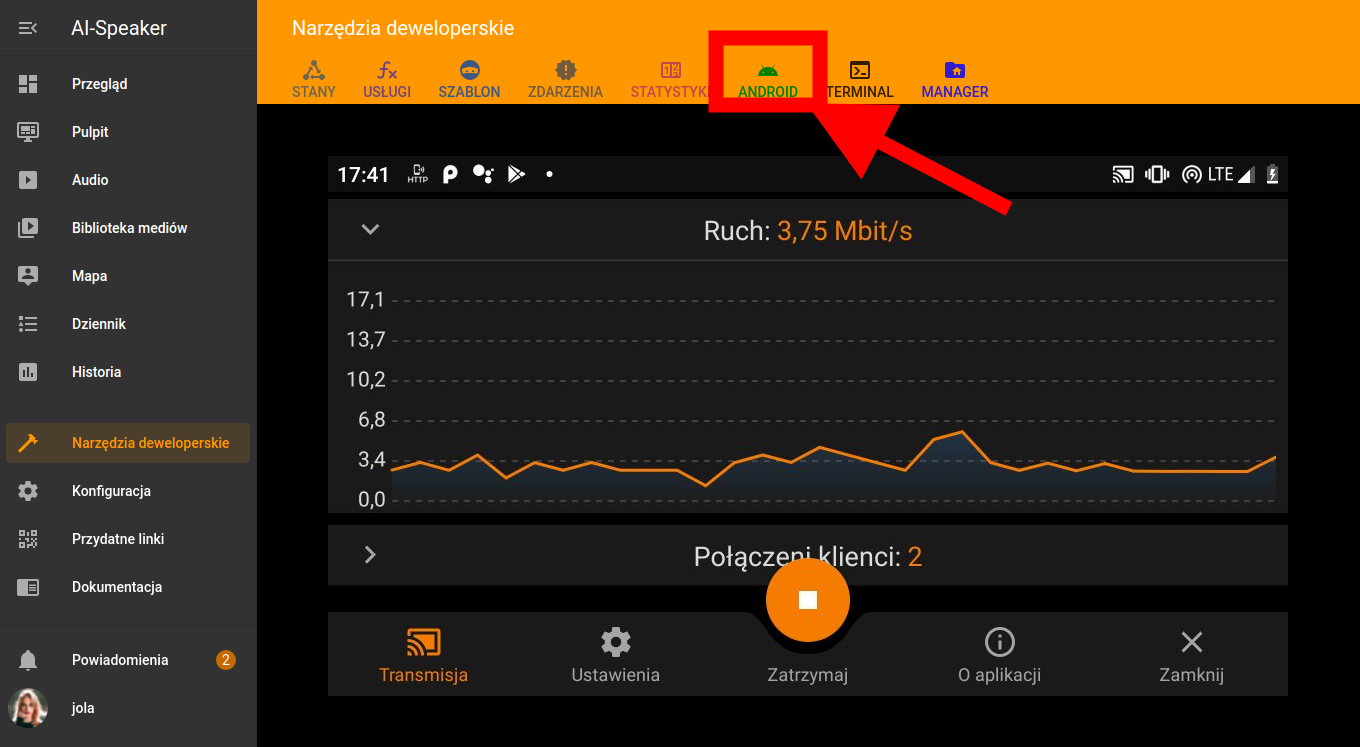 AI-Speaker
Przegląd
Pulpit
Audio
Biblioteka mediów
Mapa
Dziennik
Historia
Narzędzia deweloperskie
Konfiguracja
Przydatne linki
Dokumentacja
Powiadomienia 2
jola
Narzędzia deweloperskie
STANY USŁUGI SZABLON ZDARZENIA STATYSTYK ANDROID TERMINAL MANAGER
17:41 HTTP LTE
Ruch: 3,75 Mbit/s
17,1
13,7
10,2
6,8
3,4
0,0
Połączeni klienci: 2
Transmisja Ustawienia Zatrzymaj O aplikacji Zamknij